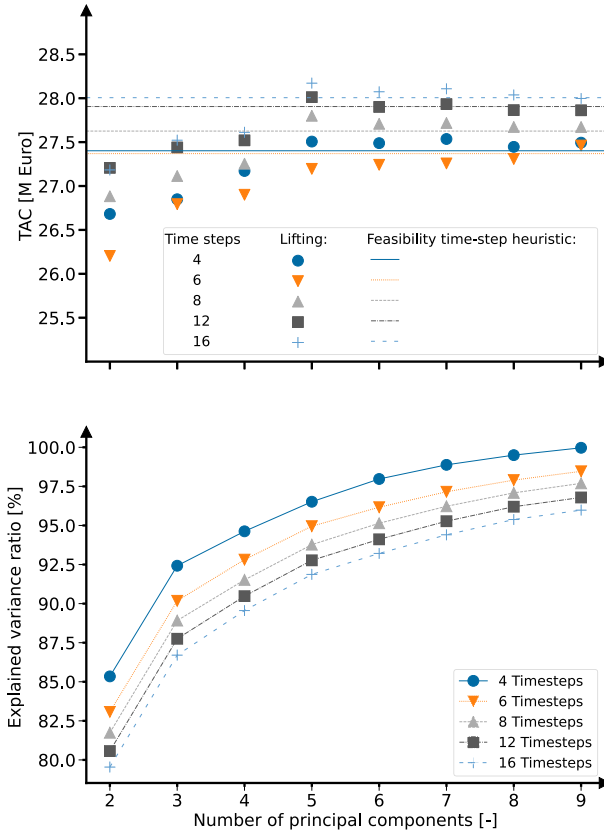 28.5
28.0
27.5
27.0
26.5
26.0
25.5
TAC [M Euro]
Time steps Lifting: Feasibility time-step heuristic:
4
6
8
12
16
100.0
97.5
95.0
92.5
90.0
87.5
85.0
82.5
80.0
Explained variance ratio [%]
4 Timesteps
6 Timesteps
8 Timesteps
12 Timesteps
16 Timesteps
2 3 4 5 6 7 8 9
Number of principal components [-]